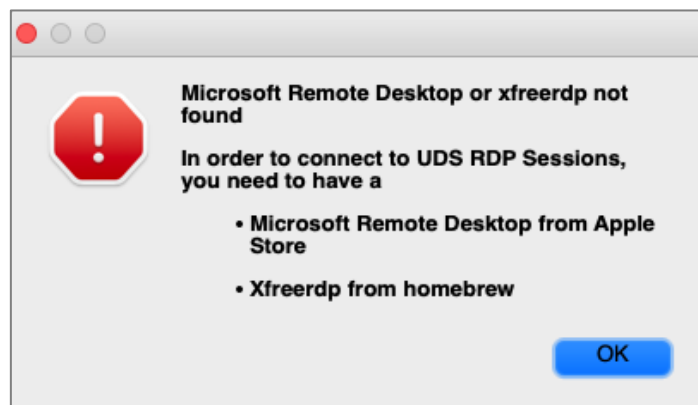 Microsoft Remote Desktop or xfreerdp not
found
In order to connect to UDS RDP Sessions,
you need to have a
• Microsoft Remote Desktop from Apple
Store
• Xfreerdp from homebrew
OK